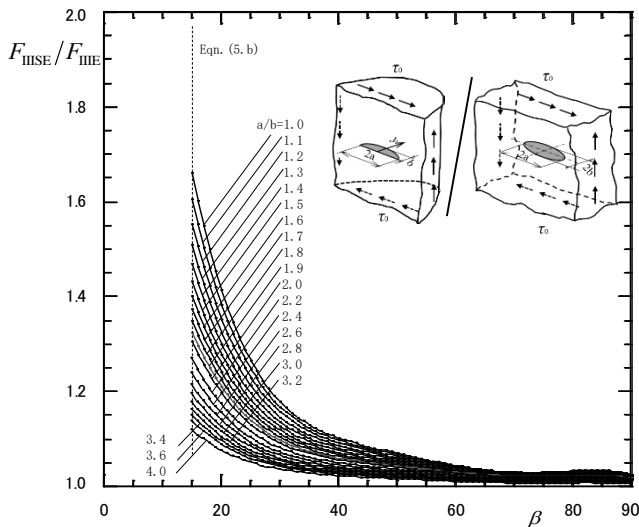 2.0
F_IIISE/F_IIIE
Eqn. (5.b)
τ₀
τ₀
1.8
a/b=1.0
1.1
1.2
1.3
1.4
1.5
1.6
1.7
1.8
1.9
2.0
2.2
2.4
2.6
2.8
3.0
3.2
2a
b
2a
2b
τ₀
τ₀
1.6
1.4
1.2
3.4
3.6
4.0
1.0
0
20
40
60
80
90
β